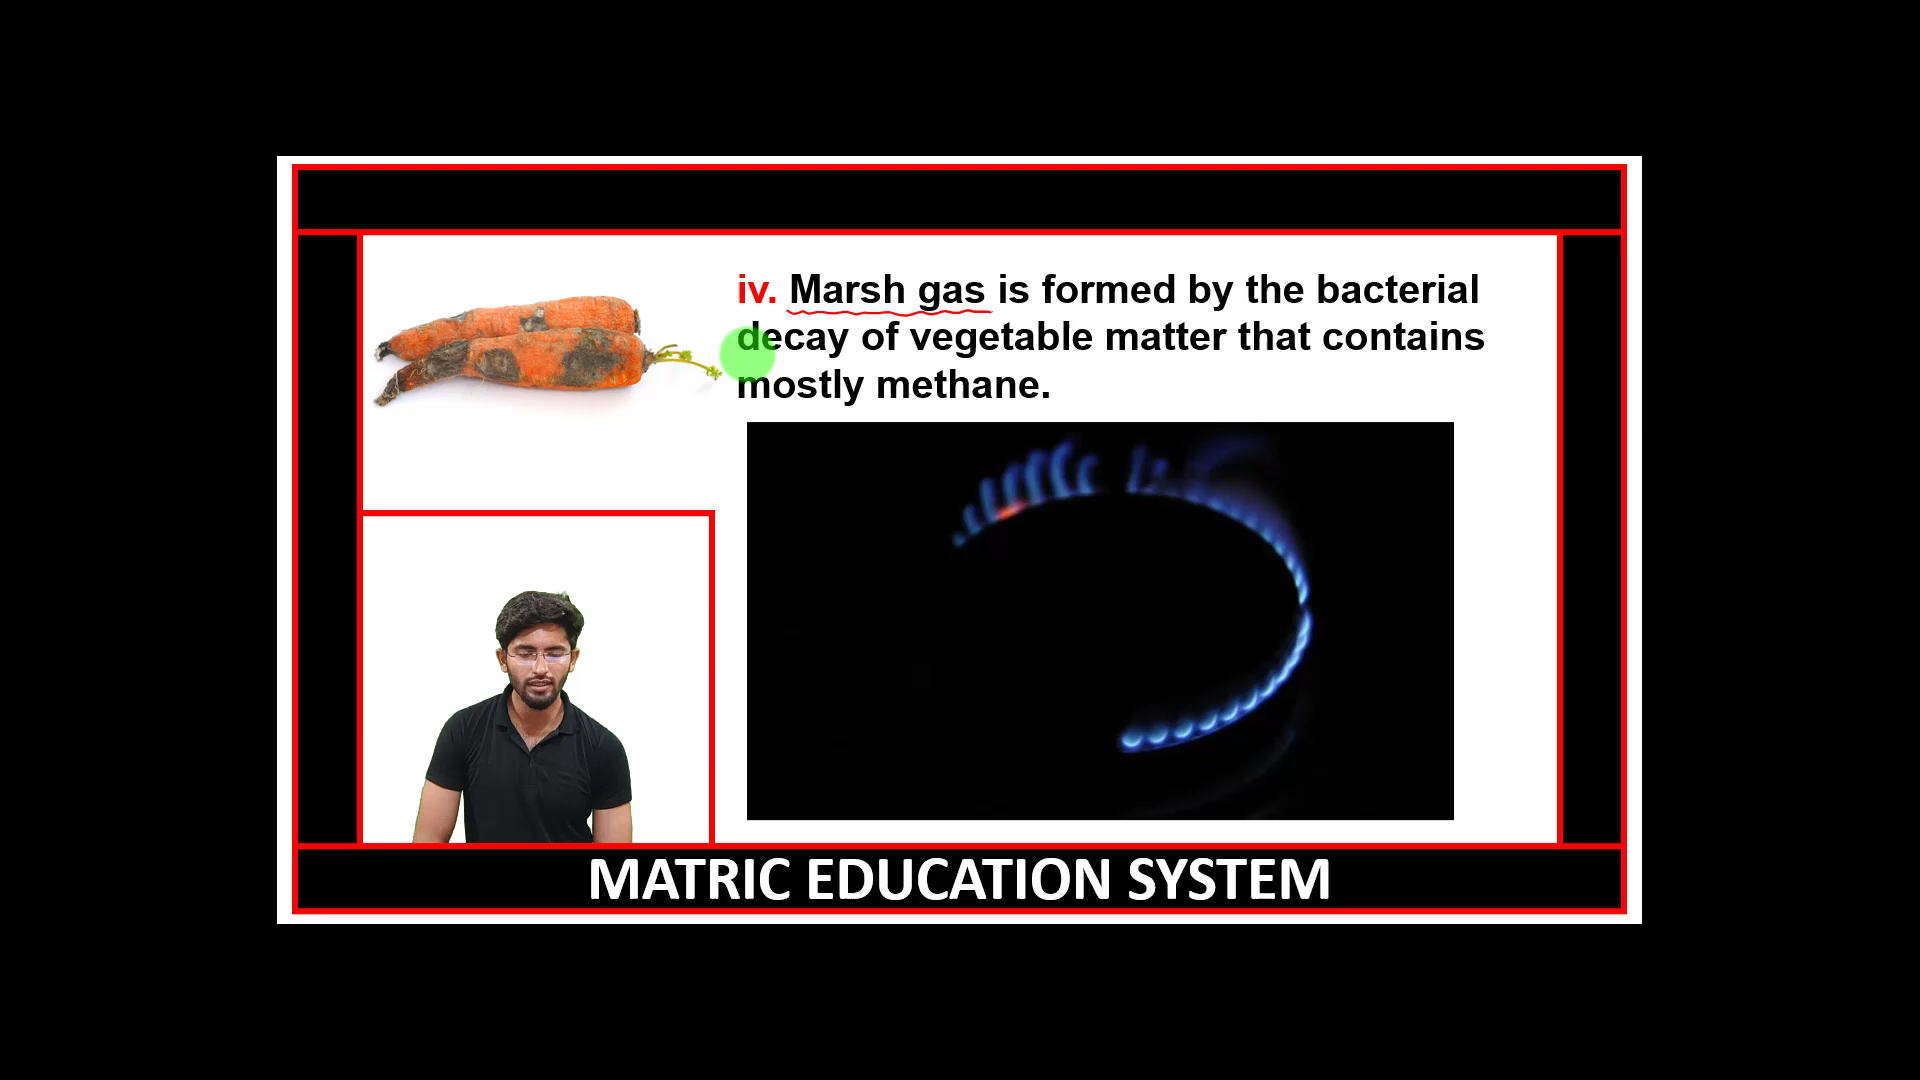 iv. Marsh gas is formed by the bacterial
decay of vegetable matter that contains
mostly methane.
MATRIC EDUCATION SYSTEM